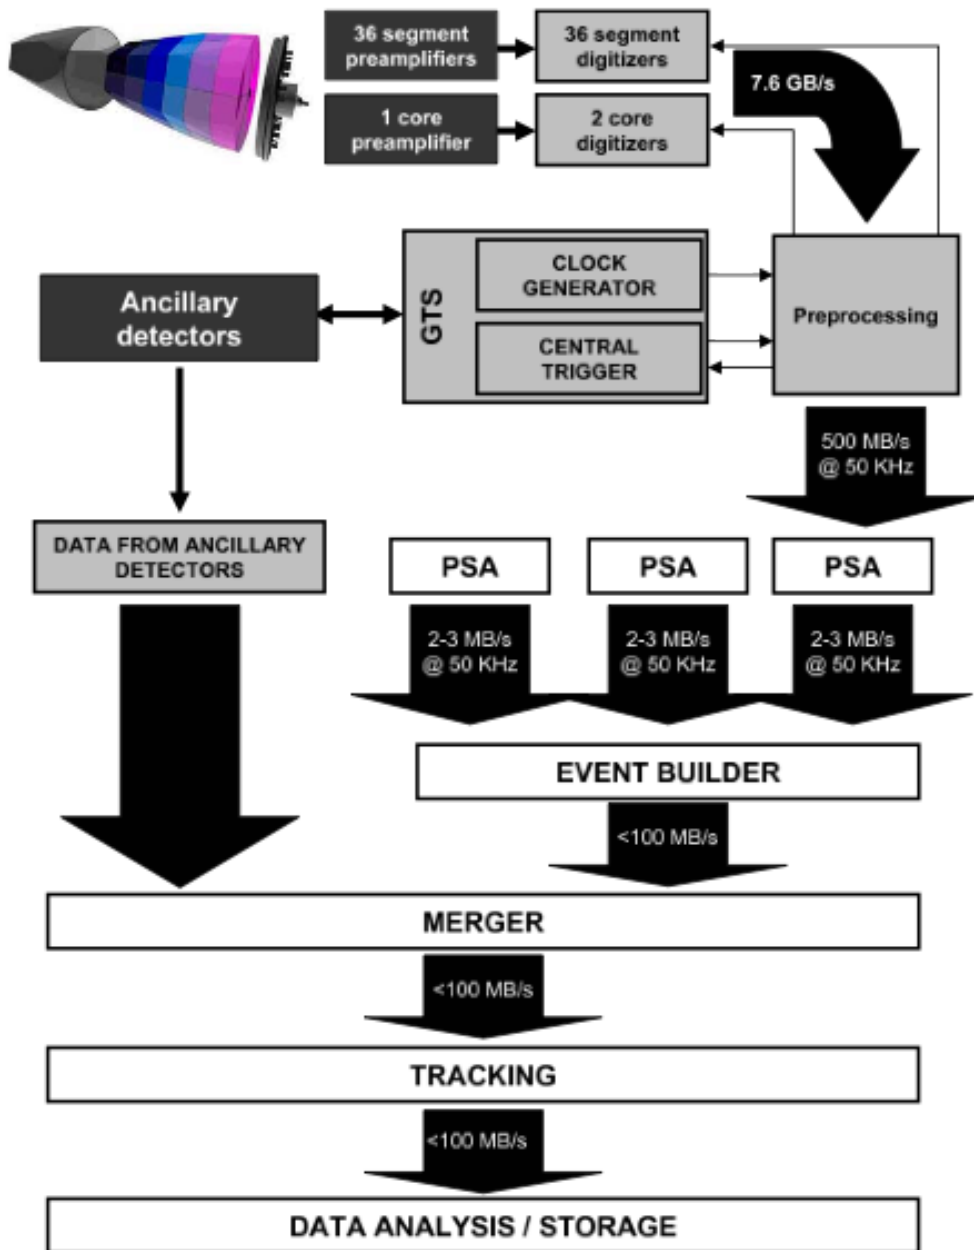 36 segment
preamplifiers
36 segment
digitizers
7.6 GB/s
1 core
preamplifier
2 core
digitizers
GTS
CLOCK
GENERATOR
CENTRAL
TRIGGER
Preprocessing
Ancillary
detectors
500 MB/s
@ 50 KHz
DATA FROM ANCILLARY
DETECTORS
PSA
PSA
PSA
2-3 MB/s
@ 50 KHz
2-3 MB/s
@ 50 KHz
2-3 MB/s
@ 50 KHz
EVENT BUILDER
<100 MB/s
MERGER
<100 MB/s
TRACKING
<100 MB/s
DATA ANALYSIS / STORAGE